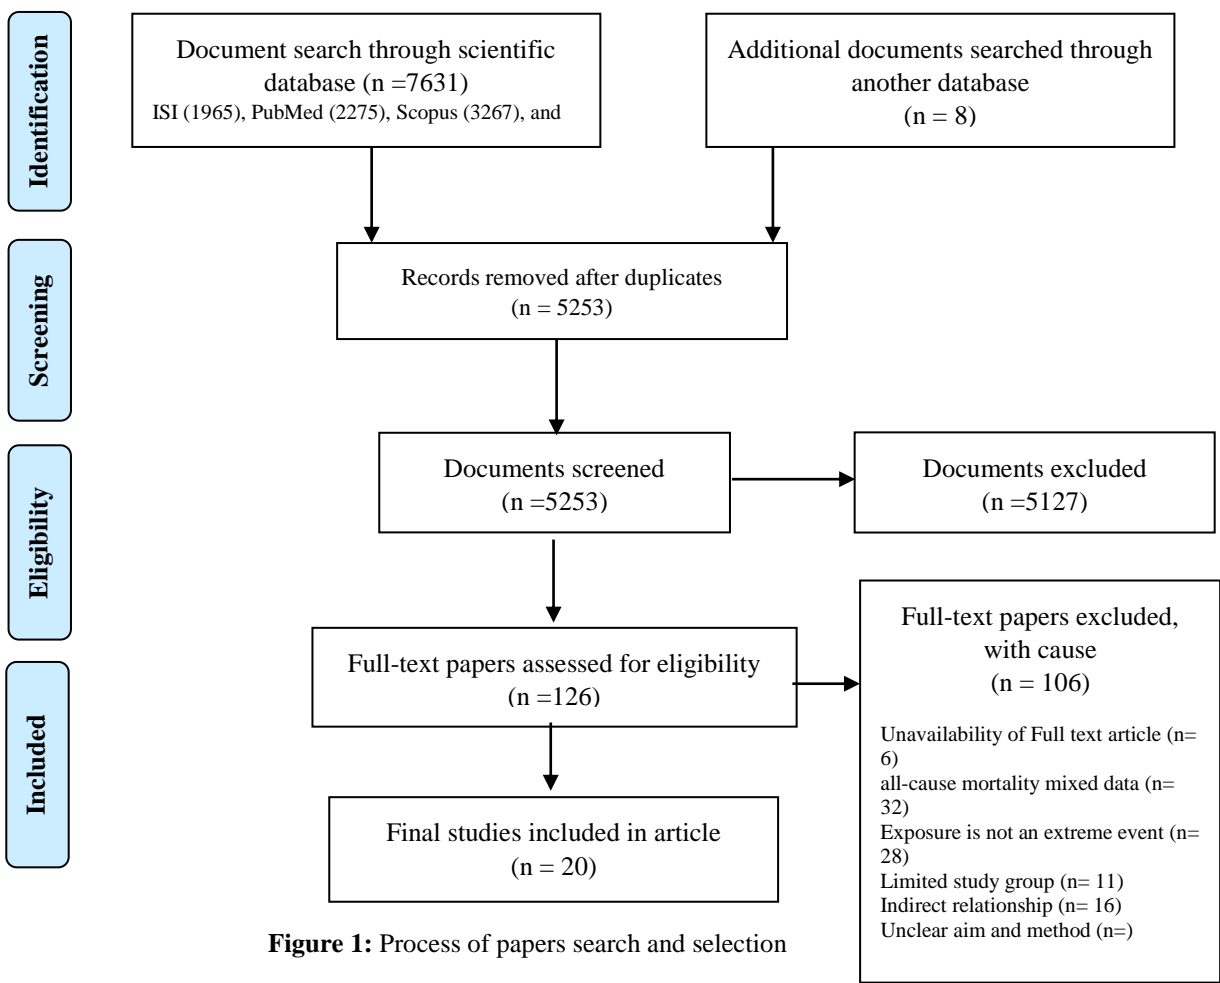 Identification
Document search through scientific
database (n =7631)
ISI (1965), PubMed (2275), Scopus (3267), and
Additional documents searched through
another database
(n = 8)
Screening
Records removed after duplicates
(n = 5253)
Eligibility
Documents screened
(n =5253)
Documents excluded
(n =5127)
Full-text papers assessed for eligibility
(n =126)
Full-text papers excluded,
with cause
(n = 106)
Unavailability of Full text article (n=
6)
all-cause mortality mixed data (n=
32)
Exposure is not an extreme event (n=
28)
Limited study group (n= 11)
Indirect relationship (n= 16)
Unclear aim and method (n=)
Included
Final studies included in article
(n = 20)
Figure 1: Process of papers search and selection